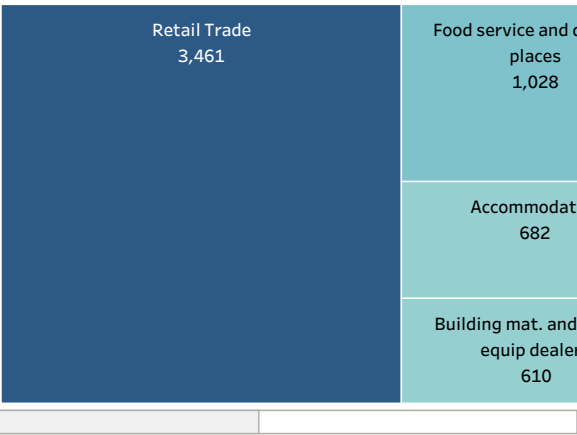 Retail Trade
3,461
Food service and
places
1,028
682
Building mat. and
equip
610